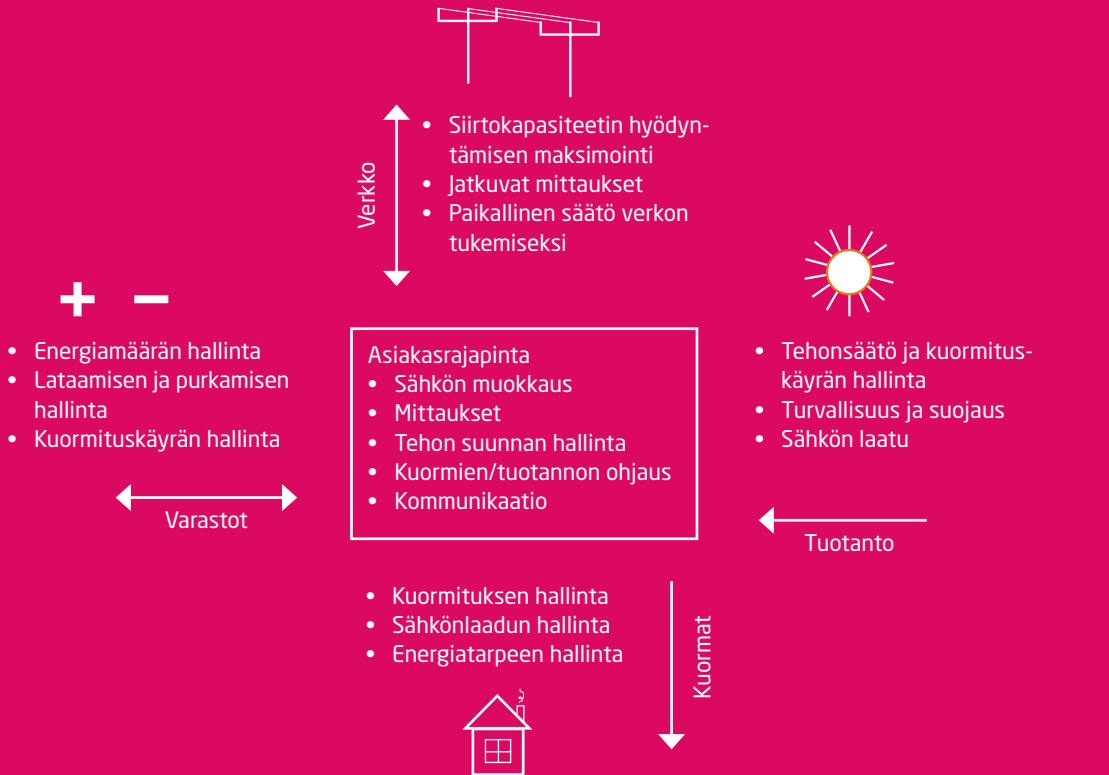 • Siirtokapasiteetin hyödyn-
tämisen maksimointi
• Jatkuvat mittaukset
• Paikallinen säätö verkon
tukemiseksi
Verkko
+ −
• Energiamäärän hallinta
• Lataamisen ja purkamisen
hallinta
• Kuormituskäyrän hallinta
Varastot
Asiakasrajapinta
• Sähkön muokkaus
• Mittaukset
• Tehon suunnan hallinta
• Kuormien/tuotannon ohjaus
• Kommunikaatio
• Tehonsäätö ja kuormitus-
käyrän hallinta
• Turvallisuus ja suojaus
• Sähkön laatu
Tuotanto
• Kuormituksen hallinta
• Sähkönlaadun hallinta
• Energiatarpeen hallinta
Kuormat